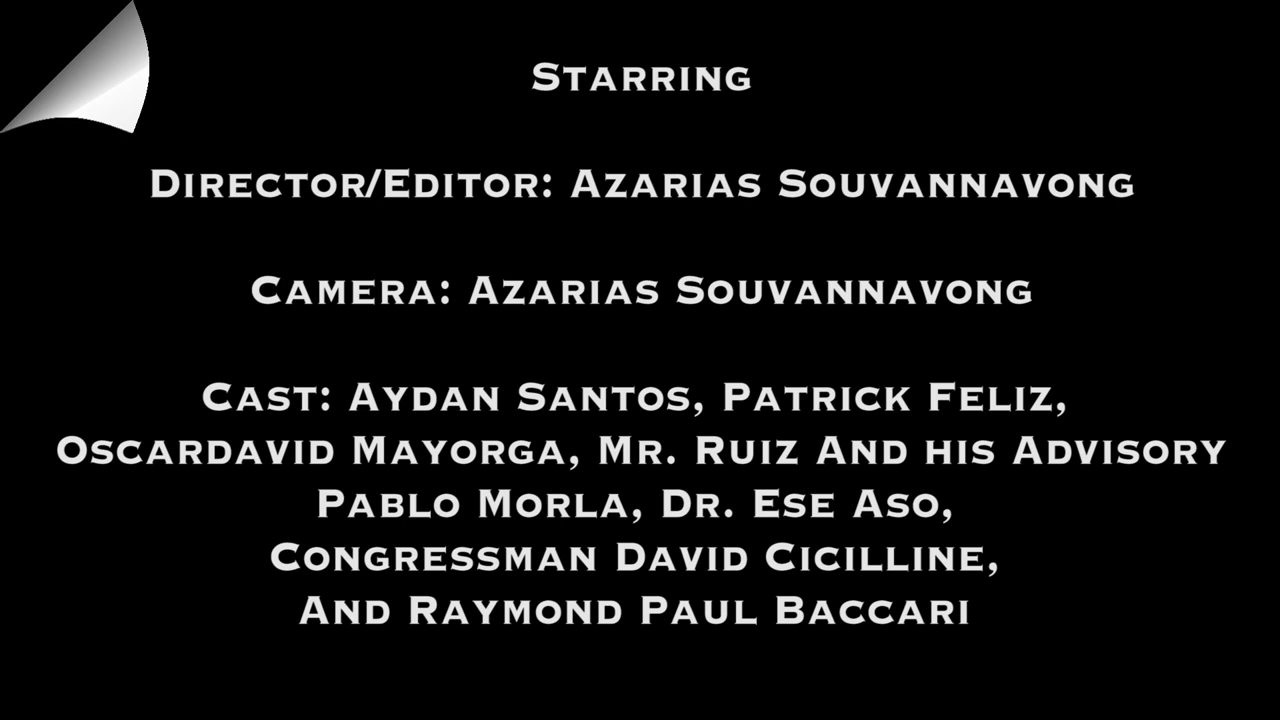 Starring
Director/Editor: Azarias Souvannavong
Camera: Azarias Souvannavong
Cast: Aydan Santos, Patrick Feliz,
Oscardavid Mayorga, Mr. Ruiz And his Advisory
Pablo Morla, Dr. Ese Aso,
Congressman David Cicilline,
And Raymond Paul Baccari